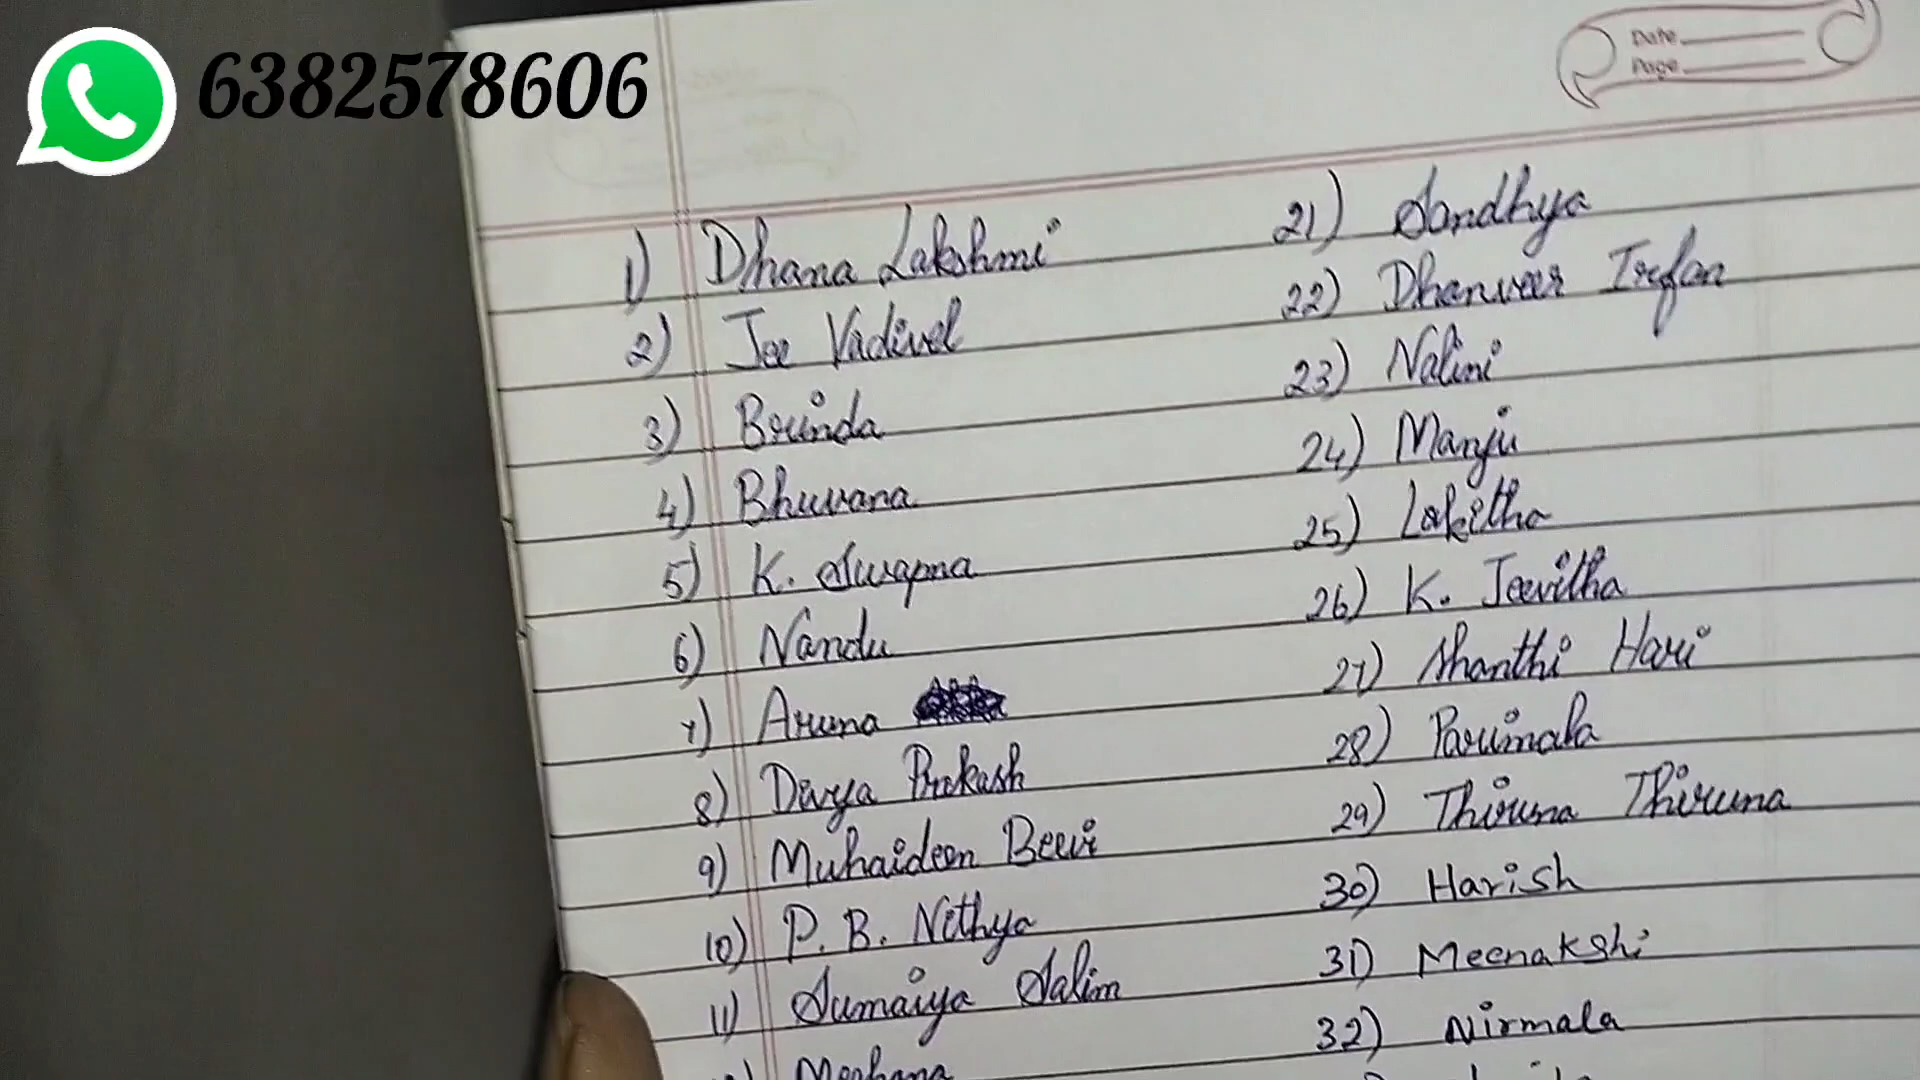 6382578606
Date
Page
1) Dhana Lakshmi
2) Jee Vadivel
3) Brinda
4) Bhuvana
5) K. Swapna
6) Nandu
7) Aruna
8) Divya Prakash
9) Muhaideen Beevi
10) P. B. Nithya
11) Sumaiya Salim
Meghana
21) Sandhya
22) Dhanveer Irfan
23) Nalini
24) Manju
25) Lakitha
26) K. Jeevitha
27) Shanthi Hari
28) Parimala
29) Thiruna Thiruna
30) Harish
31) Meenakshi
32) Nirmala